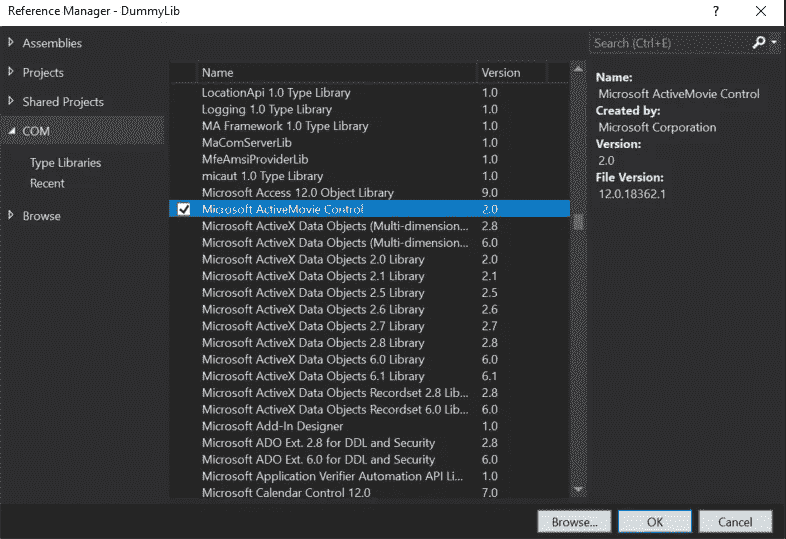 Reference Manager - DummyLib
?
Assemblies
Projects
Shared Projects
COM
Type Libraries
Recent
Browse
Name Version
LocationApi 1.0 Type Library 1.0
Logging 1.0 Type Library 1.0
MA Framework 1.0 Type Library 1.0
MaComServerLib 1.0
MfeAmsiProviderLib 1.0
micaut 1.0 Type Library 1.0
Microsoft Access 12.0 Object Library 9.0
Microsoft ActiveMovie Control 2.0
Microsoft ActiveX Data Objects (Multi-dimension... 2.8
Microsoft ActiveX Data Objects (Multi-dimension... 6.0
Microsoft ActiveX Data Objects 2.0 Library 2.0
Microsoft ActiveX Data Objects 2.1 Library 2.1
Microsoft ActiveX Data Objects 2.5 Library 2.5
Microsoft ActiveX Data Objects 2.6 Library 2.6
Microsoft ActiveX Data Objects 2.7 Library 2.7
Microsoft ActiveX Data Objects 2.8 Library 2.8
Microsoft ActiveX Data Objects 6.0 Library 6.0
Microsoft ActiveX Data Objects 6.1 Library 6.1
Microsoft ActiveX Data Objects Recordset 2.8 Lib... 2.8
Microsoft ActiveX Data Objects Recordset 6.0 Lib... 6.0
Microsoft Add-In Designer 1.0
Microsoft ADO Ext. 2.8 for DDL and Security 2.8
Microsoft ADO Ext. 6.0 for DDL and Security 6.0
Microsoft Application Verifier Automation API Li... 1.0
Microsoft Calendar Control 12.0 7.0
Search (Ctrl+E)
Name:
Microsoft ActiveMovie Control
Created by:
Microsoft Corporation
Version:
2.0
File Version:
12.0.18362.1
Browse... OK Cancel